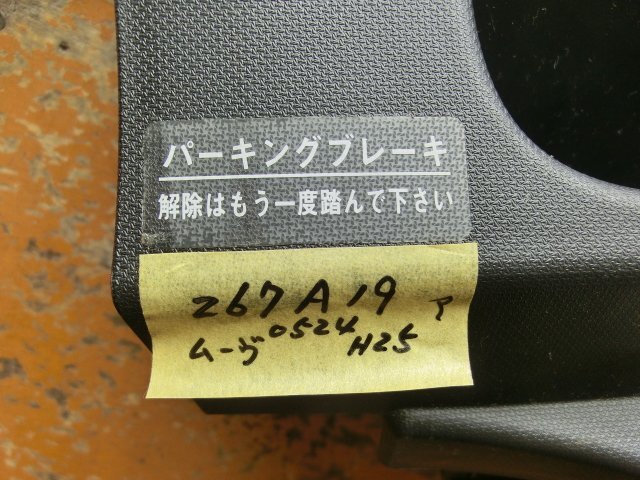 パーキングブレーキ
解除はもう一度踏んで下さい
267A19
ムーヴ0524 H25